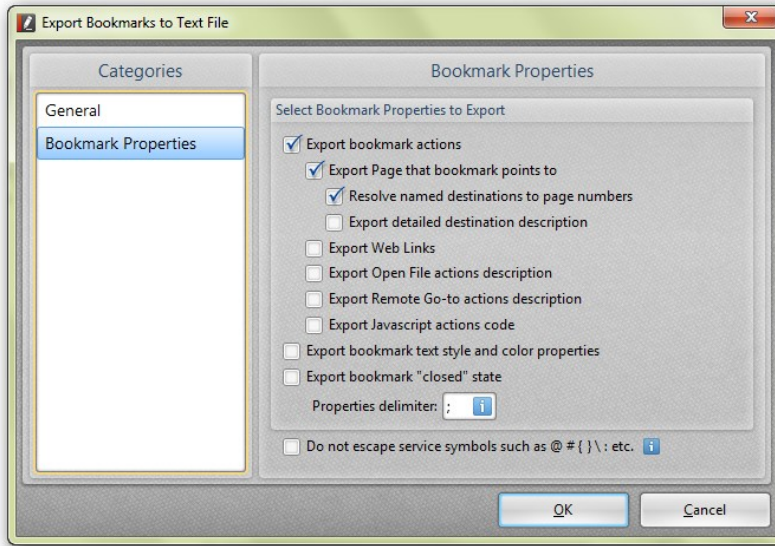 Export Bookmarks to Text File
Categories
General
Bookmark Properties
Bookmark Properties
Select Bookmark Properties to Export
Export bookmark actions
Export Page that bookmark points to
Resolve named destinations to page numbers
Export detailed destination description
Export Web Links
Export Open File actions description
Export Remote Go-to actions description
Export Javascript actions code
Export bookmark text style and color properties
Export bookmark "closed" state
Properties delimiter: ;
Do not escape service symbols such as @ # { } \ : etc.
OK Cancel